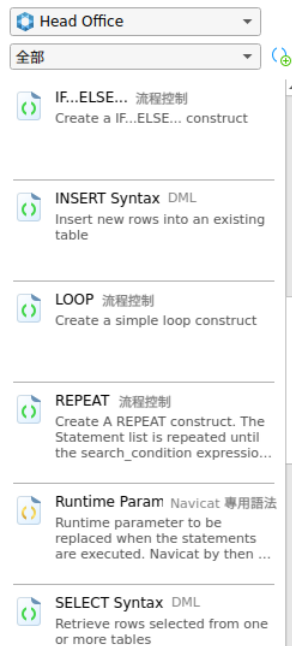 Head Office
全部
IF...ELSE... 流程控制
Create a IF...ELSE... construct
INSERT Syntax DML
Insert new rows into an existing
table
LOOP 流程控制
Create a simple loop construct
REPEAT 流程控制
Create A REPEAT construct. The
Statement list is repeated until
the search_condition expressio...
Runtime Param Navicat 專用語法
Runtime parameter to be
replaced when the statements
are executed. Navicat by then ...
SELECT Syntax DML
Retrieve rows selected from one
or more tables